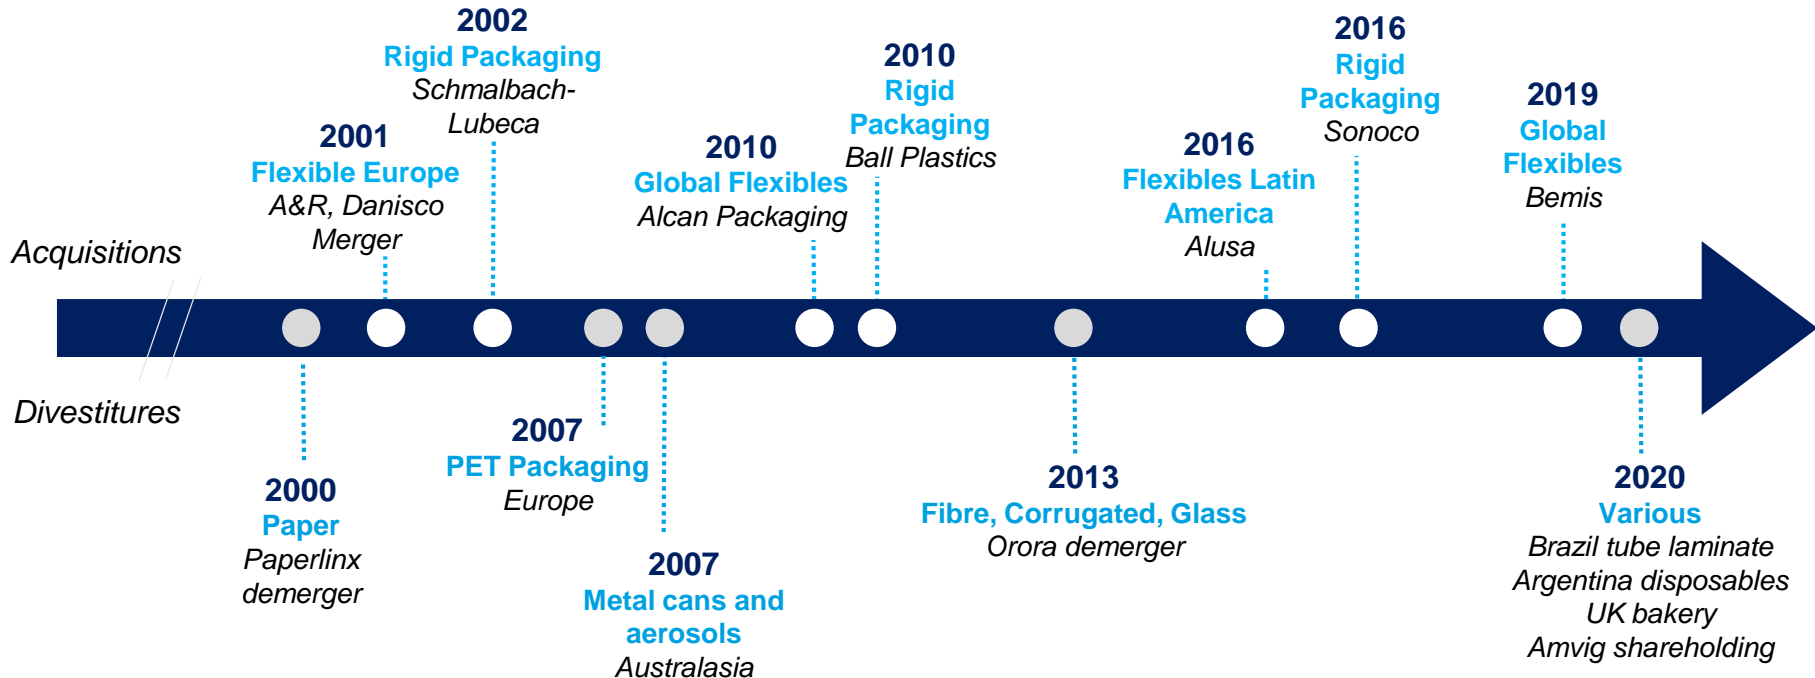 Acquisitions
2001
Flexible Europe
A&R, Danisco
Merger
2002
Rigid Packaging
Schmalbach-
Lubeca
2010
Global Flexibles
Alcan Packaging
2010
Rigid
Packaging
Ball Plastics
2016
Flexibles Latin
America
Alusa
2016
Rigid
Packaging
Sonoco
2019
Global
Flexibles
Bemis
Divestitures
2000
Paper
Paperlinx
demerger
2007
PET Packaging
Europe
2007
Metal cans and
aerosols
Australasia
2013
Fibre, Corrugated, Glass
Orora demerger
2020
Various
Brazil tube laminate
Argentina disposables
UK bakery
Amvig shareholding